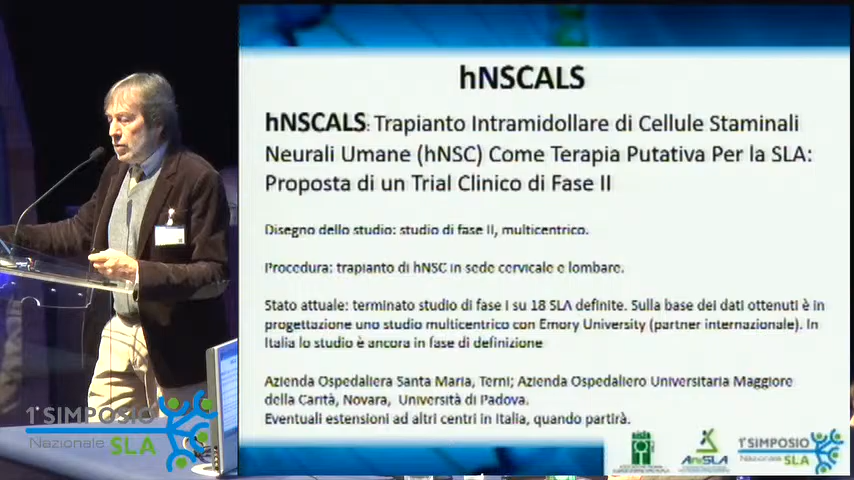 hNSCALS
hNSCALS: Trapianto Intramidollare di Cellule Staminali
Neurali Umane (hNSC) Come Terapia Putativa Per la SLA:
Proposta di un Trial Clinico di Fase II
Disegno dello studio: studio di fase II, multicentrico.
Procedura: trapianto di hNSC in sede cervicale e lombare.
Stato attuale: terminato studio di fase I su 18 SLA definite. Sulla base dei dati ottenuti è in
progettazione uno studio multicentrico con Emory University (partner internazionale). In
Italia lo studio è ancora in fase di definizione
Azienda Ospedaliera Santa Maria, Terni; Azienda Ospedaliero Universitaria Maggiore
della Carità, Novara, Università di Padova.
Eventuali estensioni ad altri centri in Italia, quando partirà.
1° SIMPOSIO
Nazionale SLA
aisla
AriSLA
1° SIMPOSIO
Nazionale SLA